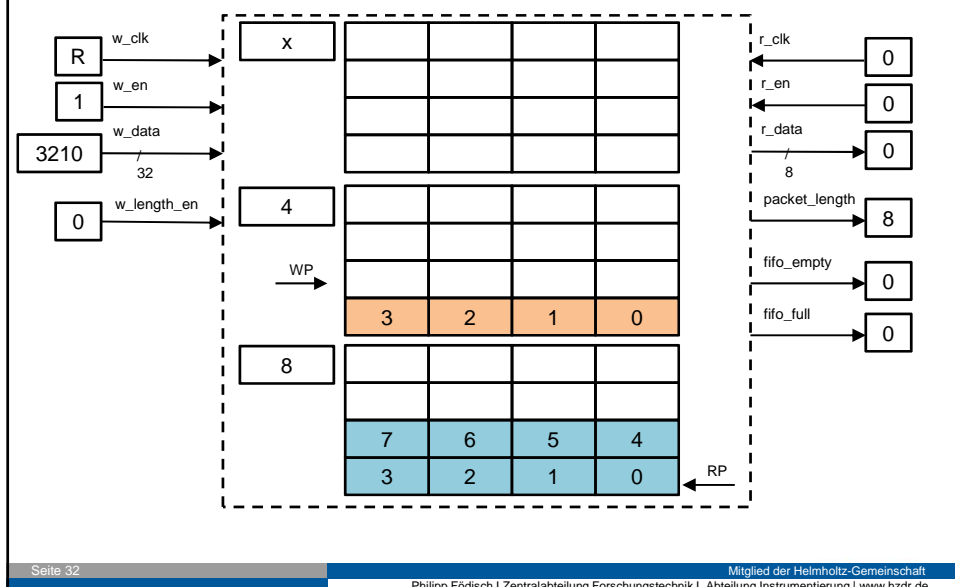 w_clk
R
w_en
1
w_data
3210
/
32
w_length_en
0
x
4
WP
3 2 1 0
8
7 6 5 4
3 2 1 0
RP
r_clk
0
r_en
0
r_data
0
/
8
packet_length
8
fifo_empty
0
fifo_full
0
Seite 32
Mitglied der Helmholtz-Gemeinschaft
Philipp Födisch I Zentralabteilung Forschungstechnik I Abteilung Instrumentierung I www.hzdr.de